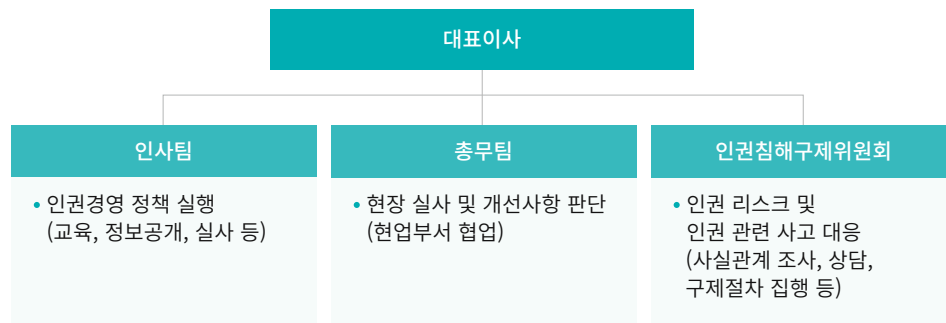 대표이사
인사팀
• 인권경영 정책 실행
(교육, 정보공개, 실사 등)
총무팀
• 현장 실사 및 개선사항 판단
(현업부서 협업)
인권침해구제위원회
• 인권 리스크 및
인권 관련 사고 대응
(사실관계 조사, 상담,
구제절차 집행 등)